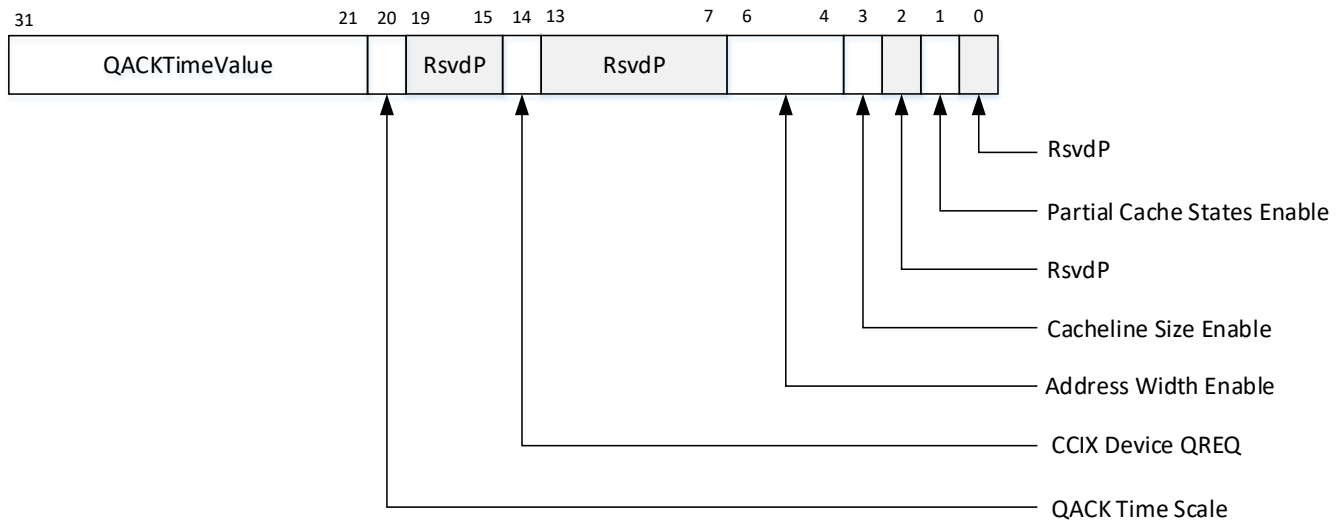 31 21 20 19 15 14 13 7 6 4 3 2 1 0
QACKTimeValue RsvdP RsvdP
RsvdP
Partial Cache States Enable
RsvdP
Cacheline Size Enable
Address Width Enable
CCIX Device QREQ
QACK Time Scale